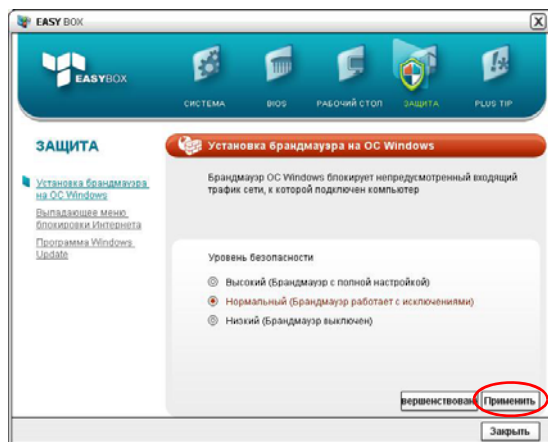 EASY BOX
EASYBOX
СИСТЕМА
BIOS
РАБОЧИЙ СТОЛ
ЗАЩИТА
PLUS TIP
ЗАЩИТА
Установка брандмауэра
на ОС Windows
Выпадающее меню
блокировки Интернета
Программа Windows
Update
Установка брандмауэра на ОС Windows
Брандмауэр ОС Windows блокирует непредусмотренный входящий
трафик сети, к которой подключен компьютер
Уровень безопасности
Высокий (Брандмауэр с полной настройкой)
Нормальный (Брандмауэр работает с исключениями)
Низкий (Брандмауэр выключен)
вершенствован
Применить
Закрыть